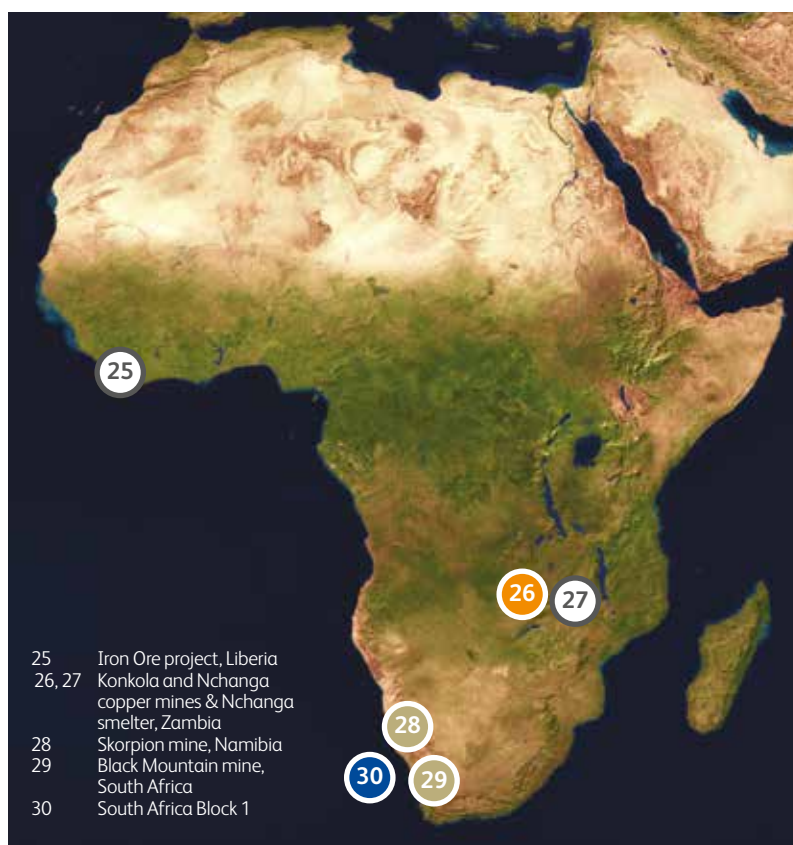 25
26
27
28
30
29
25 Iron Ore project, Liberia
26, 27 Konkola and Nchanga
copper mines & Nchanga
smelter, Zambia
28 Skorpion mine, Namibia
29 Black Mountain mine,
South Africa
30 South Africa Block 1